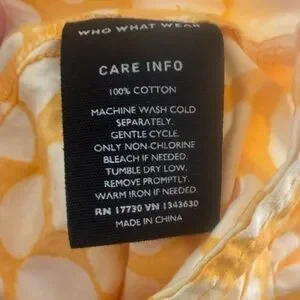 WHO WHAT WEAR
CARE INFO
100% COTTON
MACHINE WASH COLD
SEPARATELY.
GENTLE CYCLE.
ONLY NON-CHLORINE
BLEACH IF NEEDED.
TUMBLE DRY LOW,
REMOVE PROMPTLY.
WARM IRON IF NEEDED.
RN 17730 VN 1343630
MADE IN CHINA